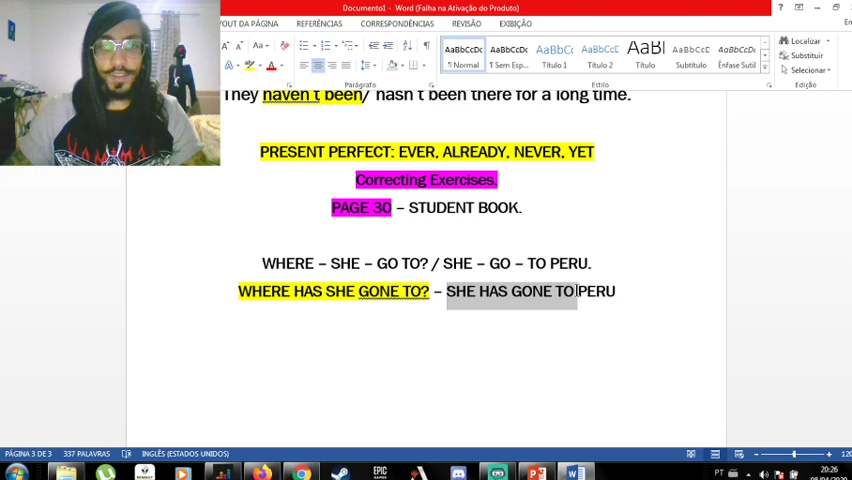 Documento1 - Word (Falha na Ativação do Produto)
YOUT DA PÁGINA REFERÊNCIAS CORRESPONDÊNCIAS REVISÃO EXIBIÇÃO
Aa
AaBbCcDc AaBbCcDc AaBbCc AaBbCcC AaBl AaBbCcC AaBbCcDc
¶ Normal ¶ Sem Esp... Título 1 Título 2 Título Subtítulo Ênfase Sutil
Localizar
Substituir
Selecionar
Parágrafo Estilo Edição
They haven't been/ hasn't been there for a long time.
PRESENT PERFECT: EVER, ALREADY, NEVER, YET
Correcting Exercises.
PAGE 30 – STUDENT BOOK.
WHERE – SHE – GO TO? / SHE – GO – TO PERU.
WHERE HAS SHE GONE TO? – SHE HAS GONE TO PERU
PÁGINA 3 DE 3 337 PALAVRAS INGLÊS (ESTADOS UNIDOS)
120
EPIC
GAMES
PT
20:26